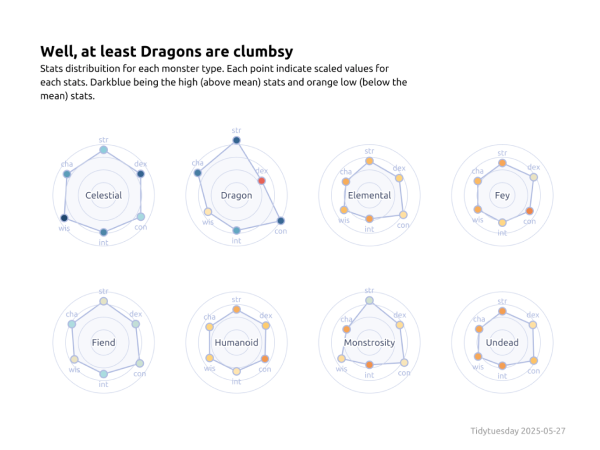 Well, at least Dragons are clumbsy
Stats distribuition for each monster type. Each point indicate scaled values for
each stats. Darkblue being the high (above mean) stats and orange low (below the
mean) stats.
str
cha
dex
Celestial
wis
con
int
str
cha
dex
Dragon
wis
con
int
str
cha
dex
Elemental
wis
con
int
str
cha
dex
Fey
wis
con
int
str
cha
dex
Fiend
wis
con
int
str
cha
dex
Humanoid
wis
con
int
str
cha
dex
Monstrosity
wis
con
int
str
cha
dex
Undead
wis
con
int
Tidytuesday 2025-05-27